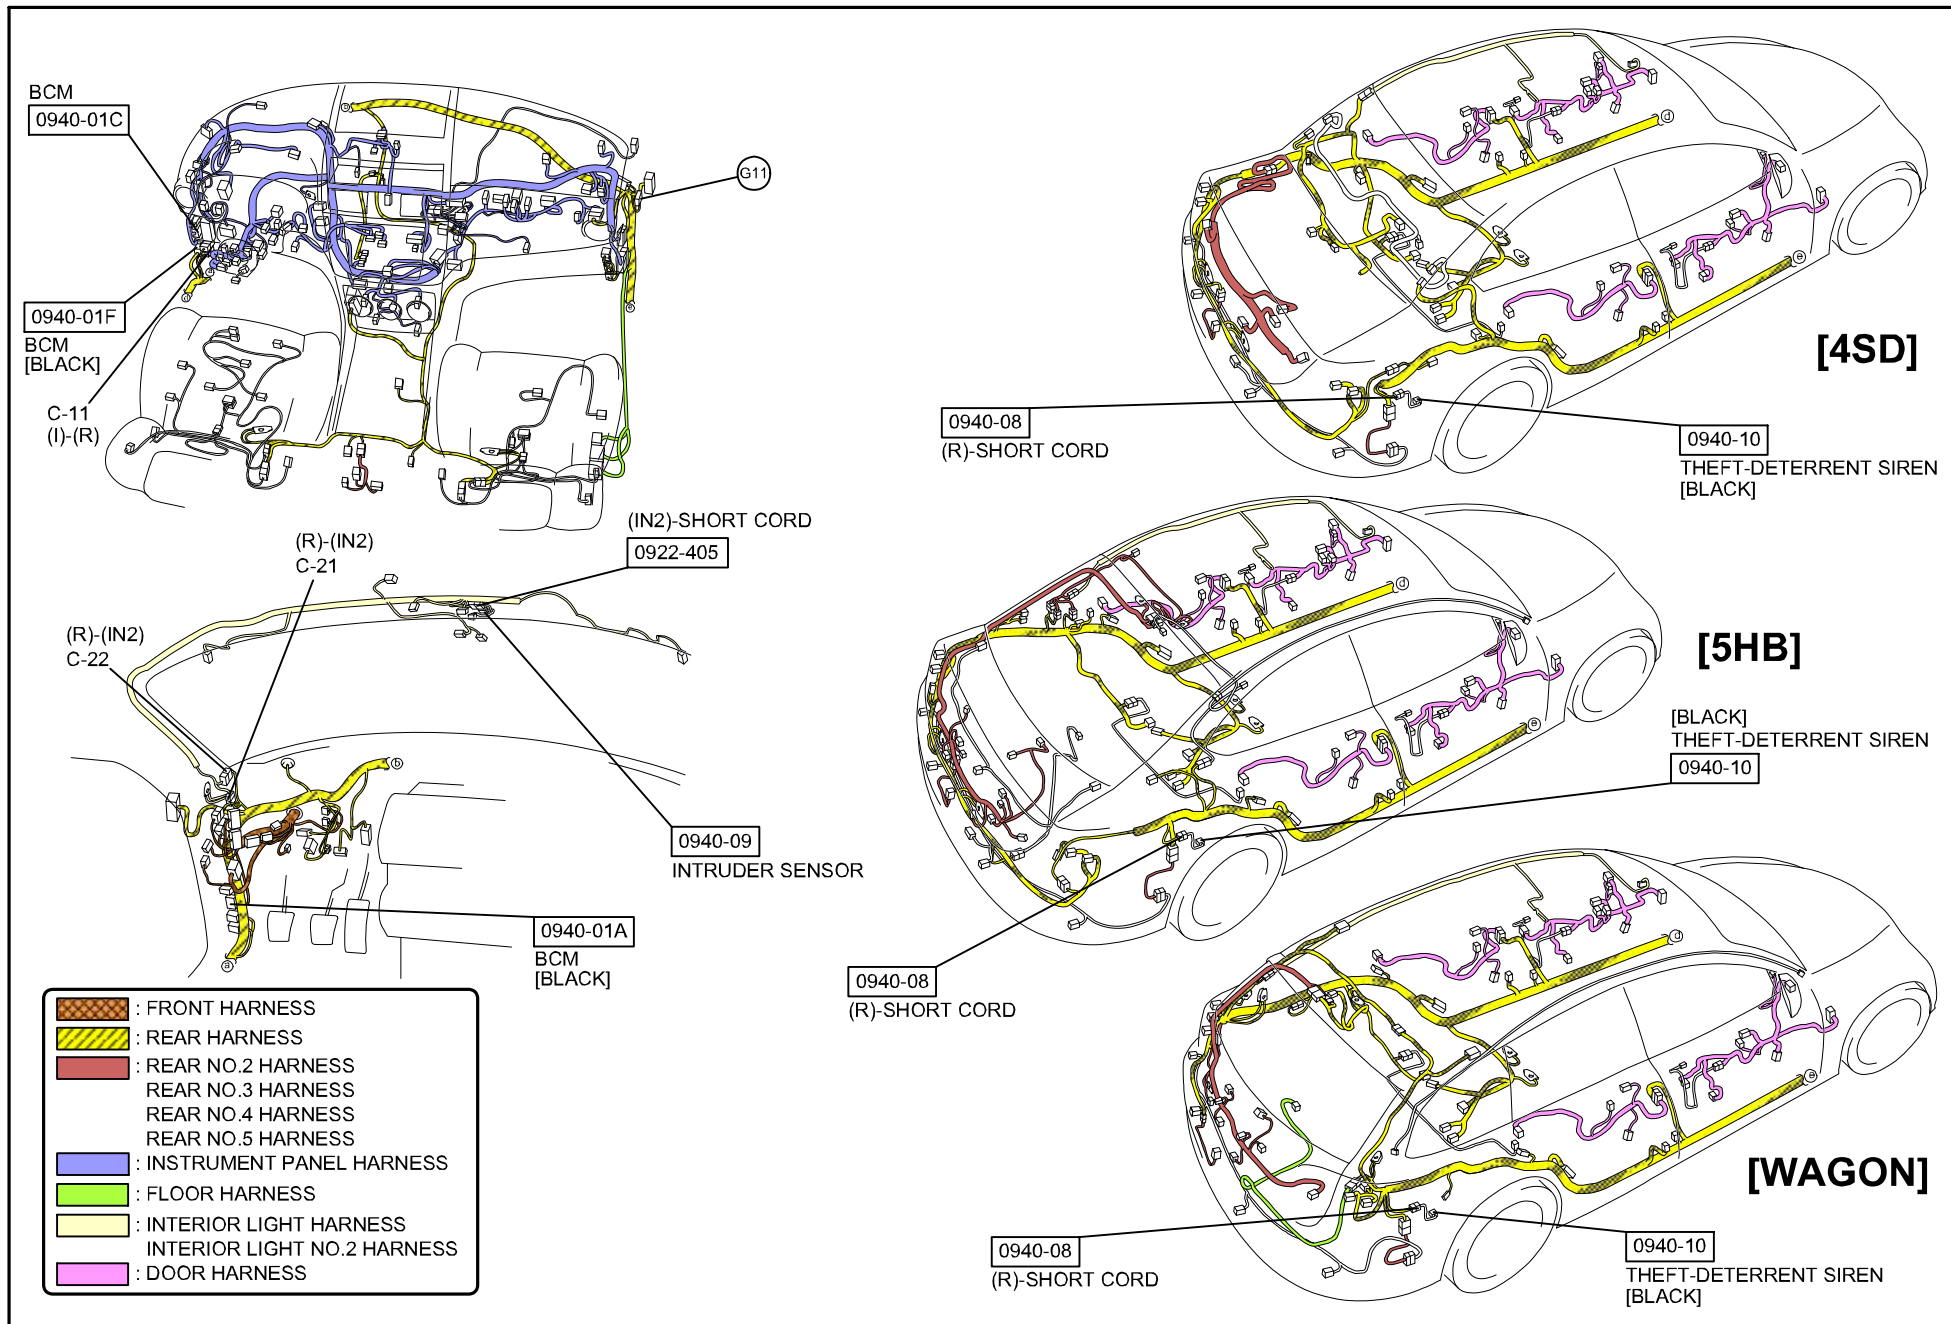 BCM
0940-01C
G11
0940-01F
BCM
[BLACK]
C-11
(I)-(R)
b
c
c
a
(R)-(IN2)
C-21
(IN2)-SHORT CORD
0922-405
(R)-(IN2)
C-22
b
a
0940-09
INTRUDER SENSOR
0940-01A
BCM
[BLACK]
: FRONT HARNESS
: REAR HARNESS
: REAR NO.2 HARNESS
REAR NO.3 HARNESS
REAR NO.4 HARNESS
REAR NO.5 HARNESS
: INSTRUMENT PANEL HARNESS
: FLOOR HARNESS
: INTERIOR LIGHT HARNESS
INTERIOR LIGHT NO.2 HARNESS
: DOOR HARNESS
d
e
[4SD]
0940-08
(R)-SHORT CORD
0940-10
THEFT-DETERRENT SIREN
[BLACK]
d
e
[5HB]
[BLACK]
THEFT-DETERRENT SIREN
0940-10
0940-08
(R)-SHORT CORD
d
e
[WAGON]
0940-08
(R)-SHORT CORD
0940-10
THEFT-DETERRENT SIREN
[BLACK]